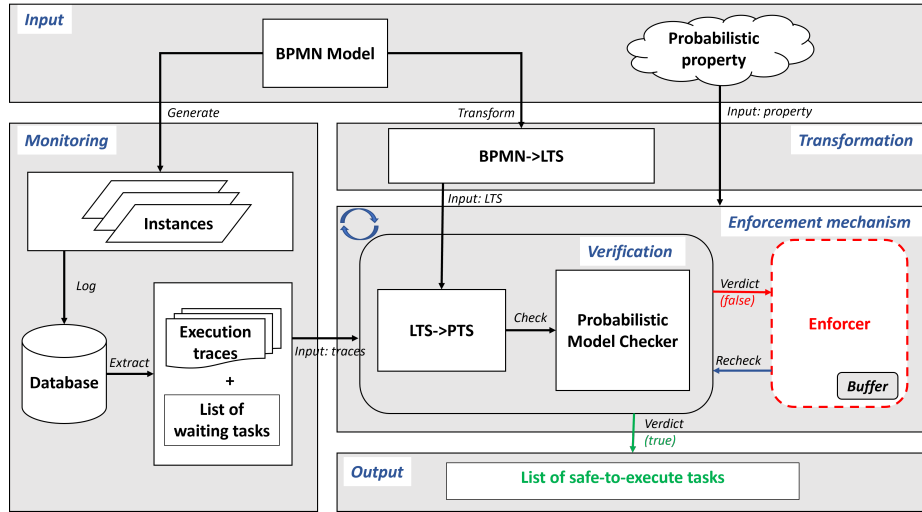 Input
BPMN Model
Probabilistic
property
Generate
Transform
Input: property
Monitoring
Transformation
BPMN->LTS
Input: LTS
Instances
Enforcement mechanism
Verification
Log
Verdict
(false)
Execution
traces
LTS->PTS
Check
Probabilistic
Model Checker
Enforcer
Input: traces
Database
Extract
+
Recheck
Buffer
List of
waiting tasks
Verdict
(true)
Output
List of safe-to-execute tasks